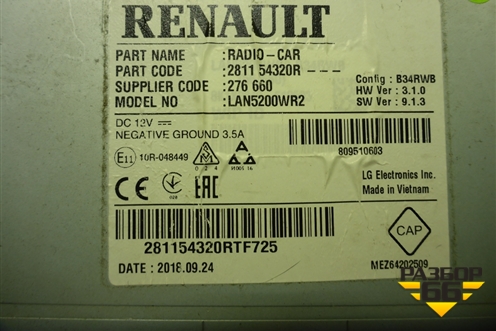 RENAULT
PART NAME : RADIO-CAR
PART CODE : 2811 54320R - - -
SUPPLIER CODE : 276 660
MODEL NO : LAN5200WR2
Config : B34RWB
HW Ver : 3.1.0
SW Ver : 9.1.3
DC 12V
NEGATIVE GROUND 3.5A
809510603
E11 10R-048449
LG Electronics Inc.
Made in Vietnam
CE EAC
281154320RTF725
DATE : 2018.09.24
CAP
MEZ64202509
РАЗБОР
66